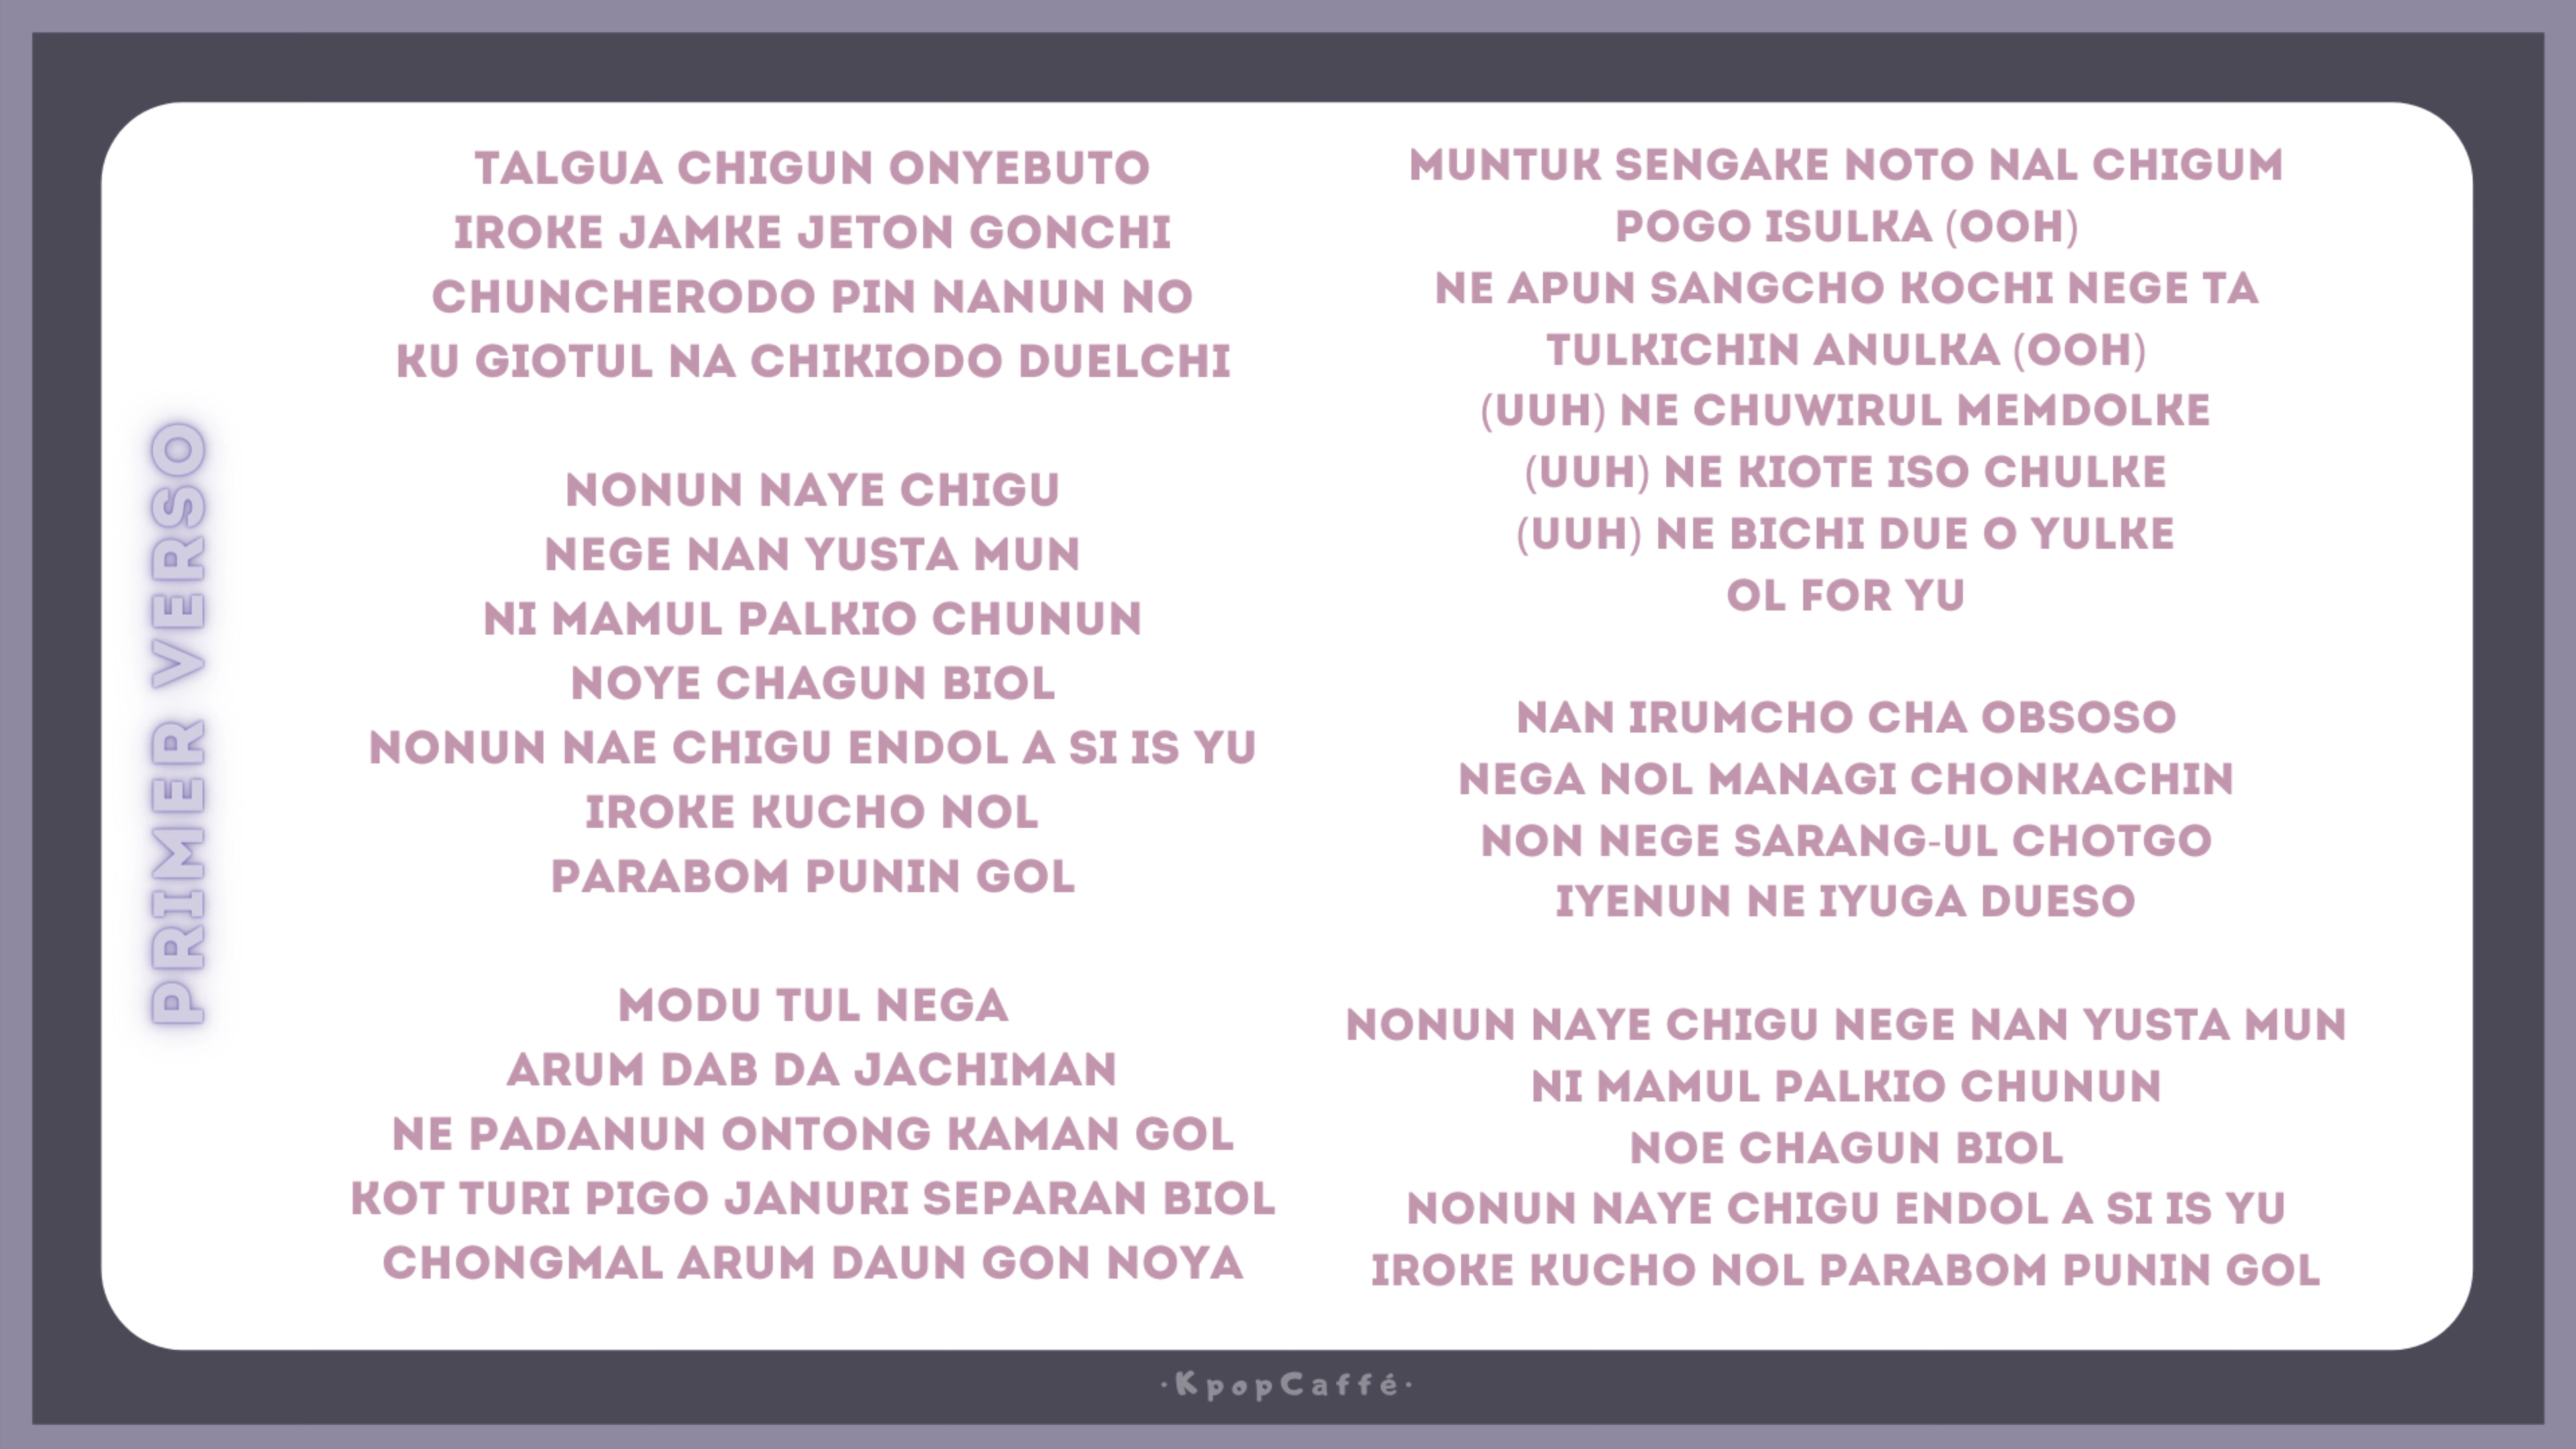 PRIMER VERSO
TALGUA CHIGUN ONYEBUTO
IROKE JAMKE JETON GONCHI
CHUNCHERODO PIN NANUN NO
KU GIOTUL NA CHIKIODO DUELCHI
NONUN NAYE CHIGU
NEGE NAN YUSTA MUN
NI MAMUL PALKIO CHUNUN
NOYE CHAGUN BIOL
NONUN NAE CHIGU ENDOL A SI IS YU
IROKE KUCHO NOL
PARABOM PUNIN GOL
MODU TUL NEGA
ARUM DAB DA JACHIMAN
NE PADANUN ONTONG KAMAN GOL
KOT TURI PIGO JANURI SEPARAN BIOL
CHONGMAL ARUM DAUN GON NOYA
MUNTUK SENGAKE NOTO NAL CHIGUM
POGO ISULKA (OOH)
NE APUN SANGCHO KOCHI NEGE TA
TULKICHIN ANULKA (OOH)
(UUH) NE CHUWIRUL MEMDOLKE
(UUH) NE KIOTE ISO CHULKE
(UUH) NE BICHI DUE O YULKE
OL FOR YU
NAN IRUMCHO CHA OBSOSO
NEGA NOL MANAGI CHONKACHIN
NON NEGE SARANG-UL CHOTGO
IYENUN NE IYUGA DUESO
NONUN NAYE CHIGU NEGE NAN YUSTA MUN
NI MAMUL PALKIO CHUNUN
NOE CHAGUN BIOL
NONUN NAYE CHIGU ENDOL A SI IS YU
IROKE KUCHO NOL PARABOM PUNIN GOL
·KpopCaffé·